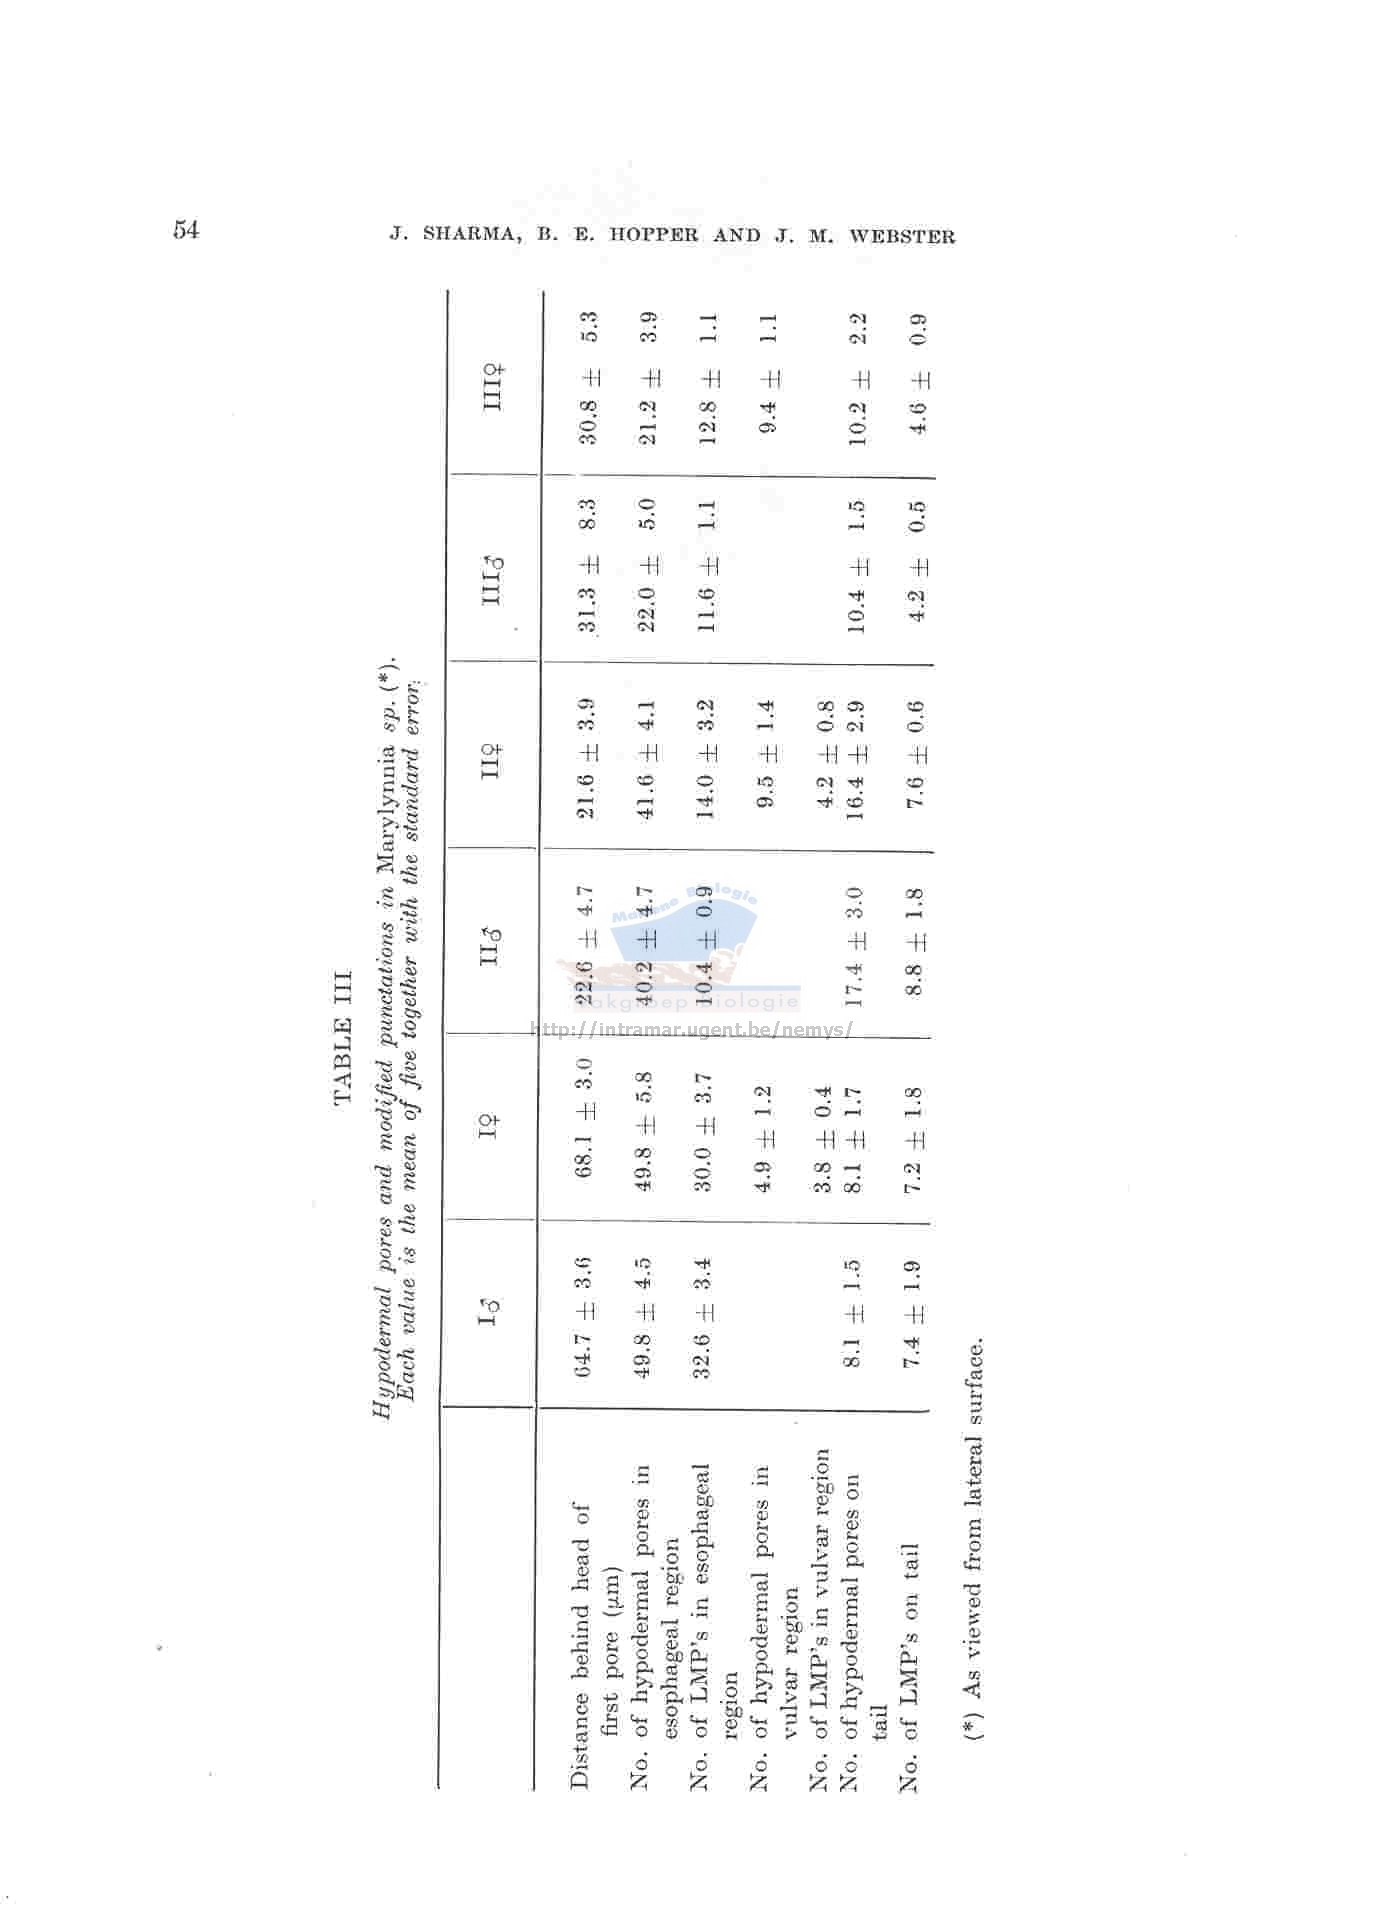 54
J. SHARMA, B. E. HOPPER AND J. M. WEBSTER
TABLE III
Hypodermal pores and modified punctations in Marylynnia sp. (*).
Each value is the mean of five together with the standard error.
I♂ I♀ II♂ II♀ III♂ III♀
Distance behind head of
first pore (μm) 64.7 ± 3.6 68.1 ± 3.0 22.6 ± 4.7 21.6 ± 3.9 31.3 ± 8.3 30.8 ± 5.3
No. of hypodermal pores in
esophageal region 49.8 ± 4.5 49.8 ± 5.8 40.2 ± 4.7 41.6 ± 4.1 22.0 ± 5.0 21.2 ± 3.9
No. of LMP's in esophageal
region 32.6 ± 3.4 30.0 ± 3.7 10.4 ± 0.9 14.0 ± 3.2 11.6 ± 1.1 12.8 ± 1.1
No. of hypodermal pores in
vulvar region 4.9 ± 1.2 9.5 ± 1.4 9.4 ± 1.1
No. of LMP's in vulvar region 3.8 ± 0.4 4.2 ± 0.8
No. of hypodermal pores on
tail 8.1 ± 1.5 8.1 ± 1.7 17.4 ± 3.0 16.4 ± 2.9 10.4 ± 1.5 10.2 ± 2.2
No. of LMP's on tail 7.4 ± 1.9 7.2 ± 1.8 8.8 ± 1.8 7.6 ± 0.6 4.2 ± 0.5 4.6 ± 0.9
(*) As viewed from lateral surface.
Mariene Biologie
Vakgroep Biologie
http://intramar.ugent.be/nemys/